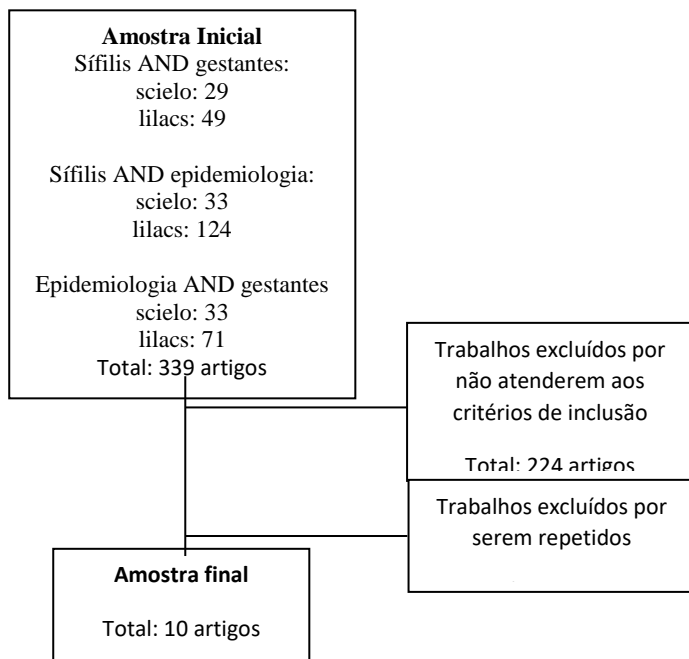 Amostra Inicial
Sífilis AND gestantes:
scielo: 29
lilacs: 49
Sífilis AND epidemiologia:
scielo: 33
lilacs: 124
Epidemiologia AND gestantes
scielo: 33
lilacs: 71
Total: 339 artigos
Trabalhos excluídos por
não atenderem aos
critérios de inclusão
Total: 224 artigos
Trabalhos excluídos por
serem repetidos
Amostra final
Total: 10 artigos